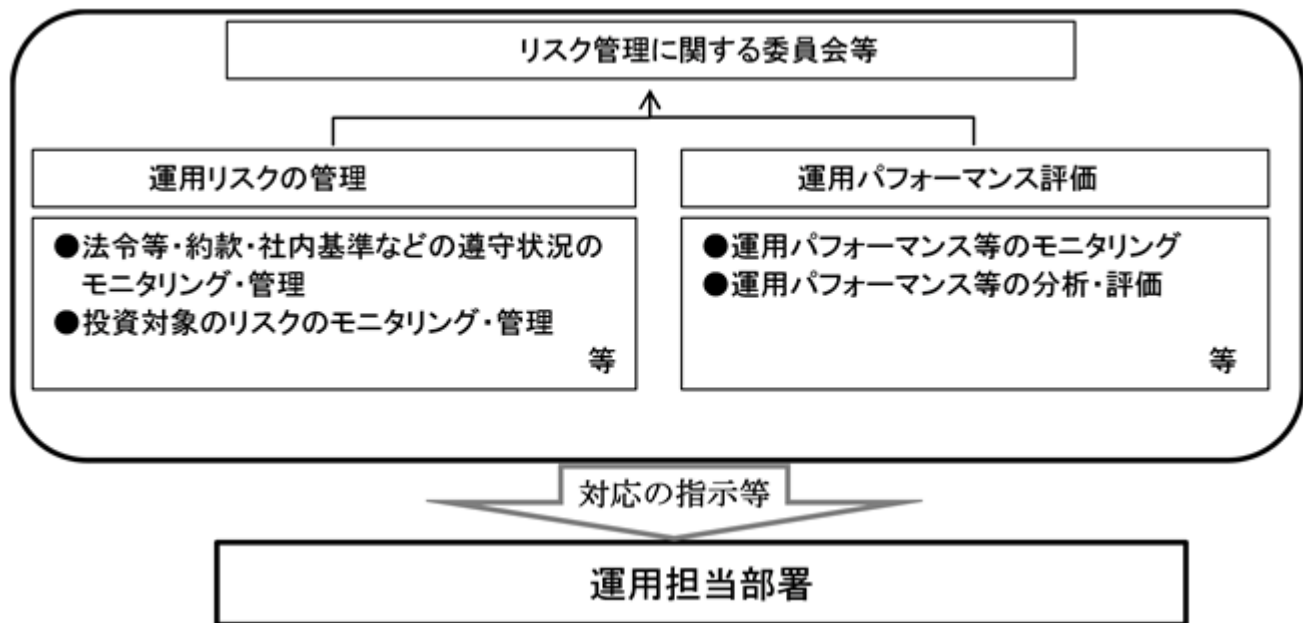 リスク管理に関する委員会等
運用リスクの管理
●法令等・約款・社内基準などの遵守状況の
モニタリング・管理
●投資対象のリスクのモニタリング・管理
等
運用パフォーマンス評価
●運用パフォーマンス等のモニタリング
●運用パフォーマンス等の分析・評価
等
対応の指示等
運用担当部署